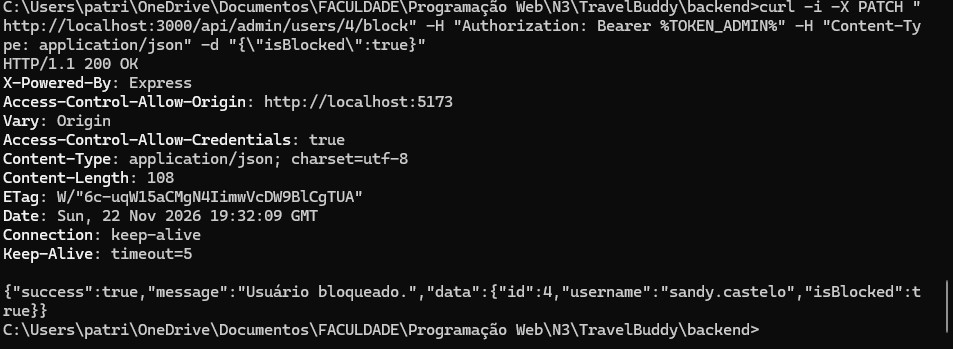 C:\Users\patri\OneDrive\Documentos\FACULDADE\Programação Web\N3\TravelBuddy\backend>curl -i -X PATCH "
http://localhost:3000/api/admin/users/4/block" -H "Authorization: Bearer %TOKEN_ADMIN%" -H "Content-Ty
pe: application/json" -d "{\"isBlocked\":true}"
HTTP/1.1 200 OK
X-Powered-By: Express
Access-Control-Allow-Origin: http://localhost:5173
Vary: Origin
Access-Control-Allow-Credentials: true
Content-Type: application/json; charset=utf-8
Content-Length: 108
ETag: W/"6c-uqW15aCMgN4IimwVcDW9BlCgTUA"
Date: Sun, 22 Nov 2026 19:32:09 GMT
Connection: keep-alive
Keep-Alive: timeout=5

{"success":true,"message":"Usuário bloqueado.","data":{"id":4,"username":"sandy.castelo","isBlocked":t
rue}}
C:\Users\patri\OneDrive\Documentos\FACULDADE\Programação Web\N3\TravelBuddy\backend>